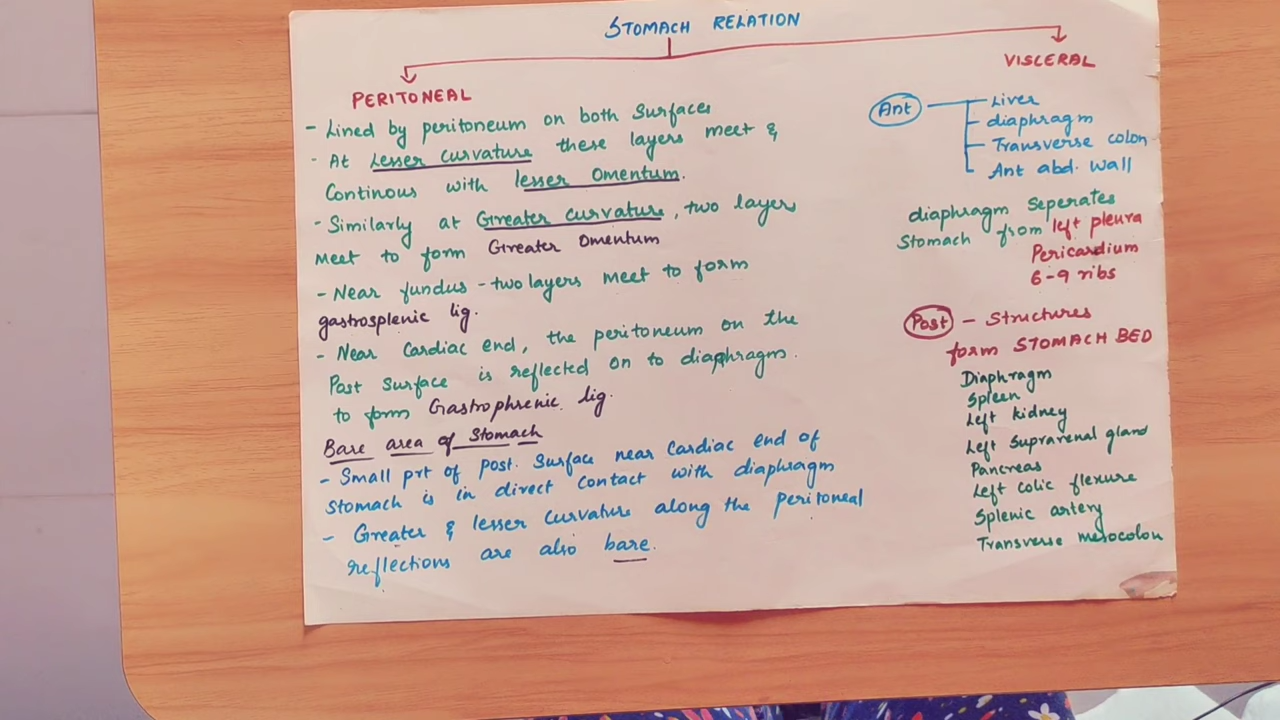 STOMACH RELATION
PERITONEAL
- Lined by peritoneum on both Surfaces
- At Lesser curvature these layers meet &
Continous with lesser Omentum.
- Similarly at Greater curvature, two layers
meet to form Greater Omentum
- Near fundus - two layers meet to form
gastrosplenic lig.
- Near Cardiac end, the peritoneum on the
Post Surface is reflected on to diaphragm.
to form Gastrophrenic lig.
Bare area of Stomach
- Small prt of post. Surface near Cardiac end of
Stomach is in direct contact with diaphragm
- Greater & lesser Curvature along the peritoneal
reflections are also bare.
VISCERAL
Ant - Liver
- diaphragm
- Transverse colon
- Ant abd. wall
diaphragm Seperates
Stomach from left pleura
Pericardium
6-9 ribs
Post - Structures
form STOMACH BED
Diaphragm
Spleen
Left kidney
Left Suprarenal gland
Pancreas
Left colic flexure
Splenic artery
Transverse mesocolon